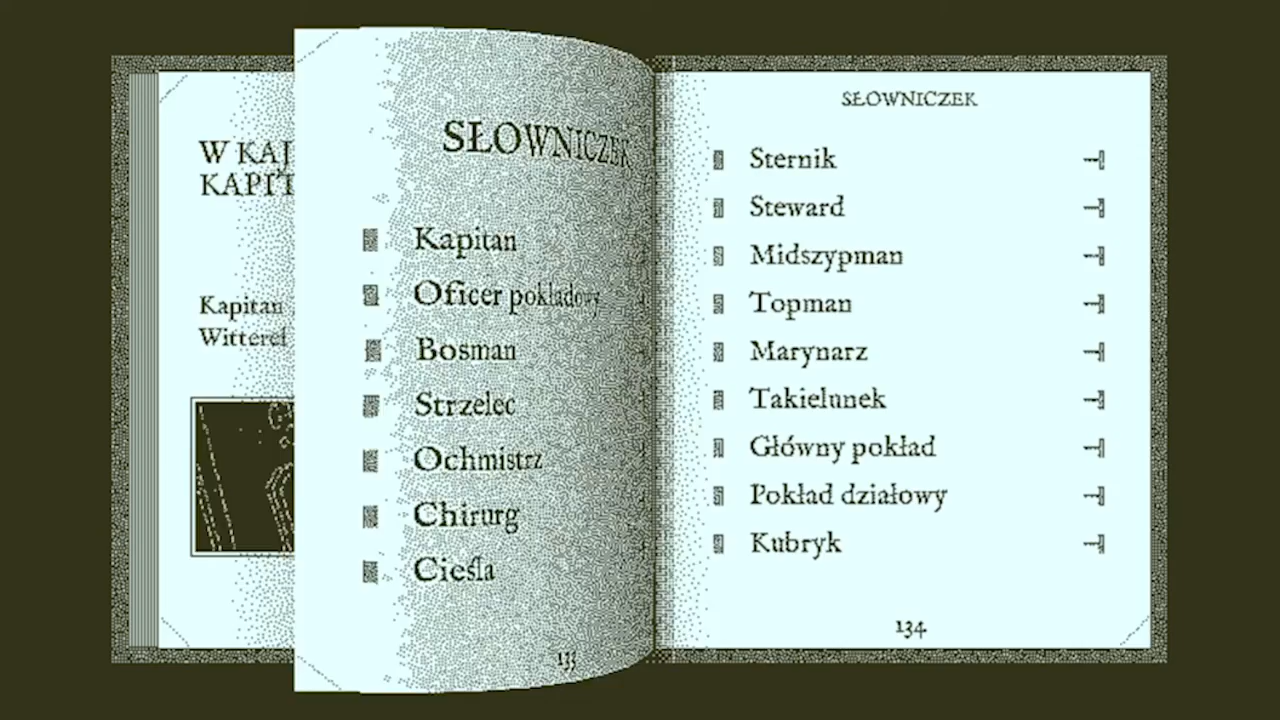 W KAJ
KAPIT
Kapitan
Witterel
SŁOWNICZEK
Kapitan
Oficer pokładowy
Bosman
Strzelec
Ochmistrz
Chirurg
Cieśla
133
SŁOWNICZEK
Sternik
Steward
Midszypman
Topman
Marynarz
Takielunek
Główny pokład
Pokład działowy
Kubryk
134